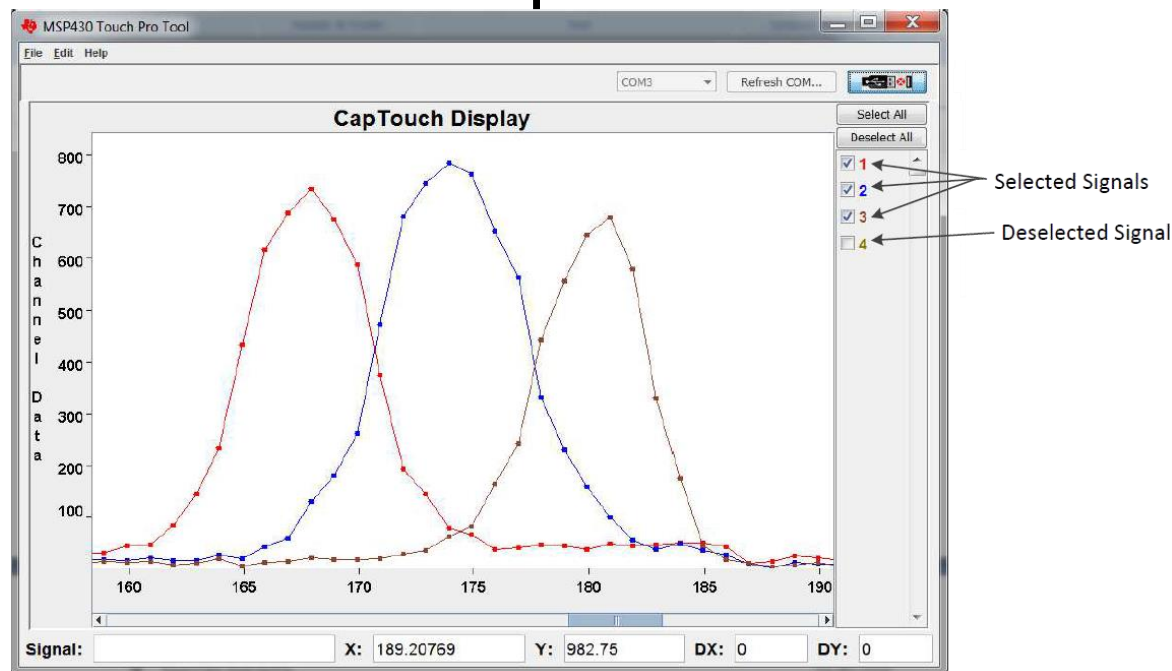 MSP430 Touch Pro Tool
File Edit Help
COM3 Refresh COM...
CapTouch Display
Select All
Deselect All
1
2
3
4
Selected Signals
Deselected Signal
Channel Data
800
700
600
500
400
300
200
100
160 165 170 175 180 185 190
Signal: X: 189.20769 Y: 982.75 DX: 0 DY: 0